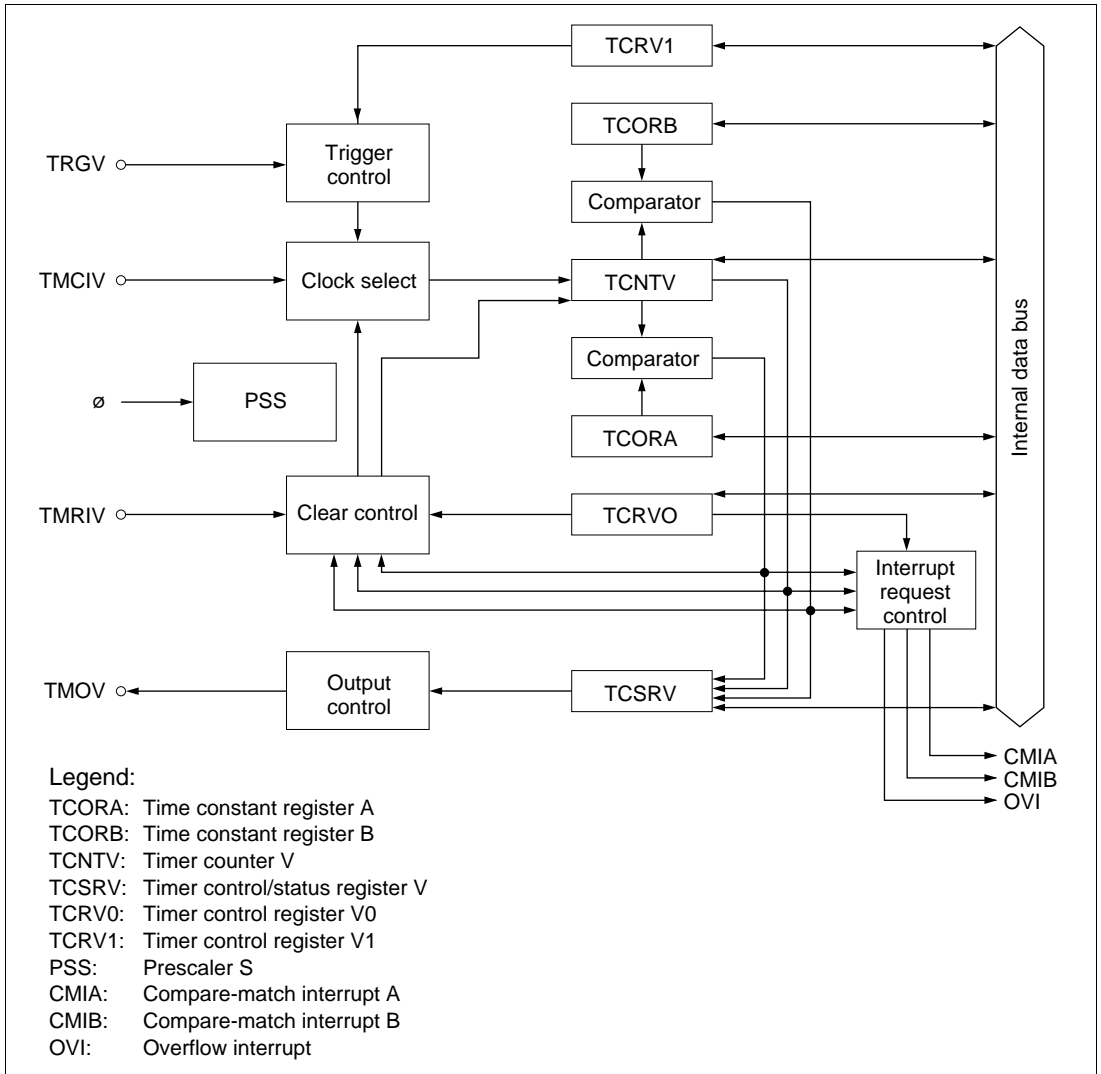 TCRV1
TCORB
TRGV
Trigger
control
Comparator
TMCIV
Clock select
TCNTV
Comparator
ø
PSS
TCORA
Internal data bus
TMRIV
Clear control
TCRVO
Interrupt
request
control
TMOV
Output
control
TCSRV
CMIA
CMIB
OVI
Legend:
TCORA: Time constant register A
TCORB: Time constant register B
TCNTV: Timer counter V
TCSRV: Timer control/status register V
TCRV0: Timer control register V0
TCRV1: Timer control register V1
PSS: Prescaler S
CMIA: Compare-match interrupt A
CMIB: Compare-match interrupt B
OVI: Overflow interrupt